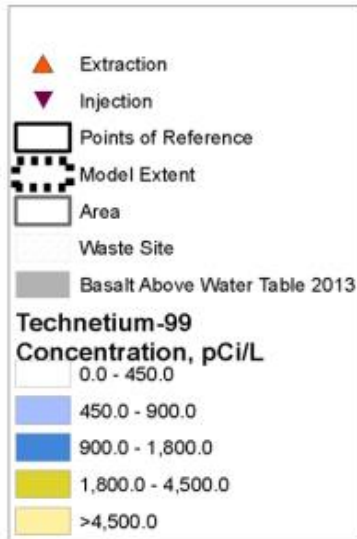 Extraction
Injection
Points of Reference
Model Extent
Area
Waste Site
Basalt Above Water Table 2013
Technetium-99
Concentration, pCi/L
0.0 - 450.0
450.0 - 900.0
900.0 - 1,800.0
1,800.0 - 4,500.0
>4,500.0